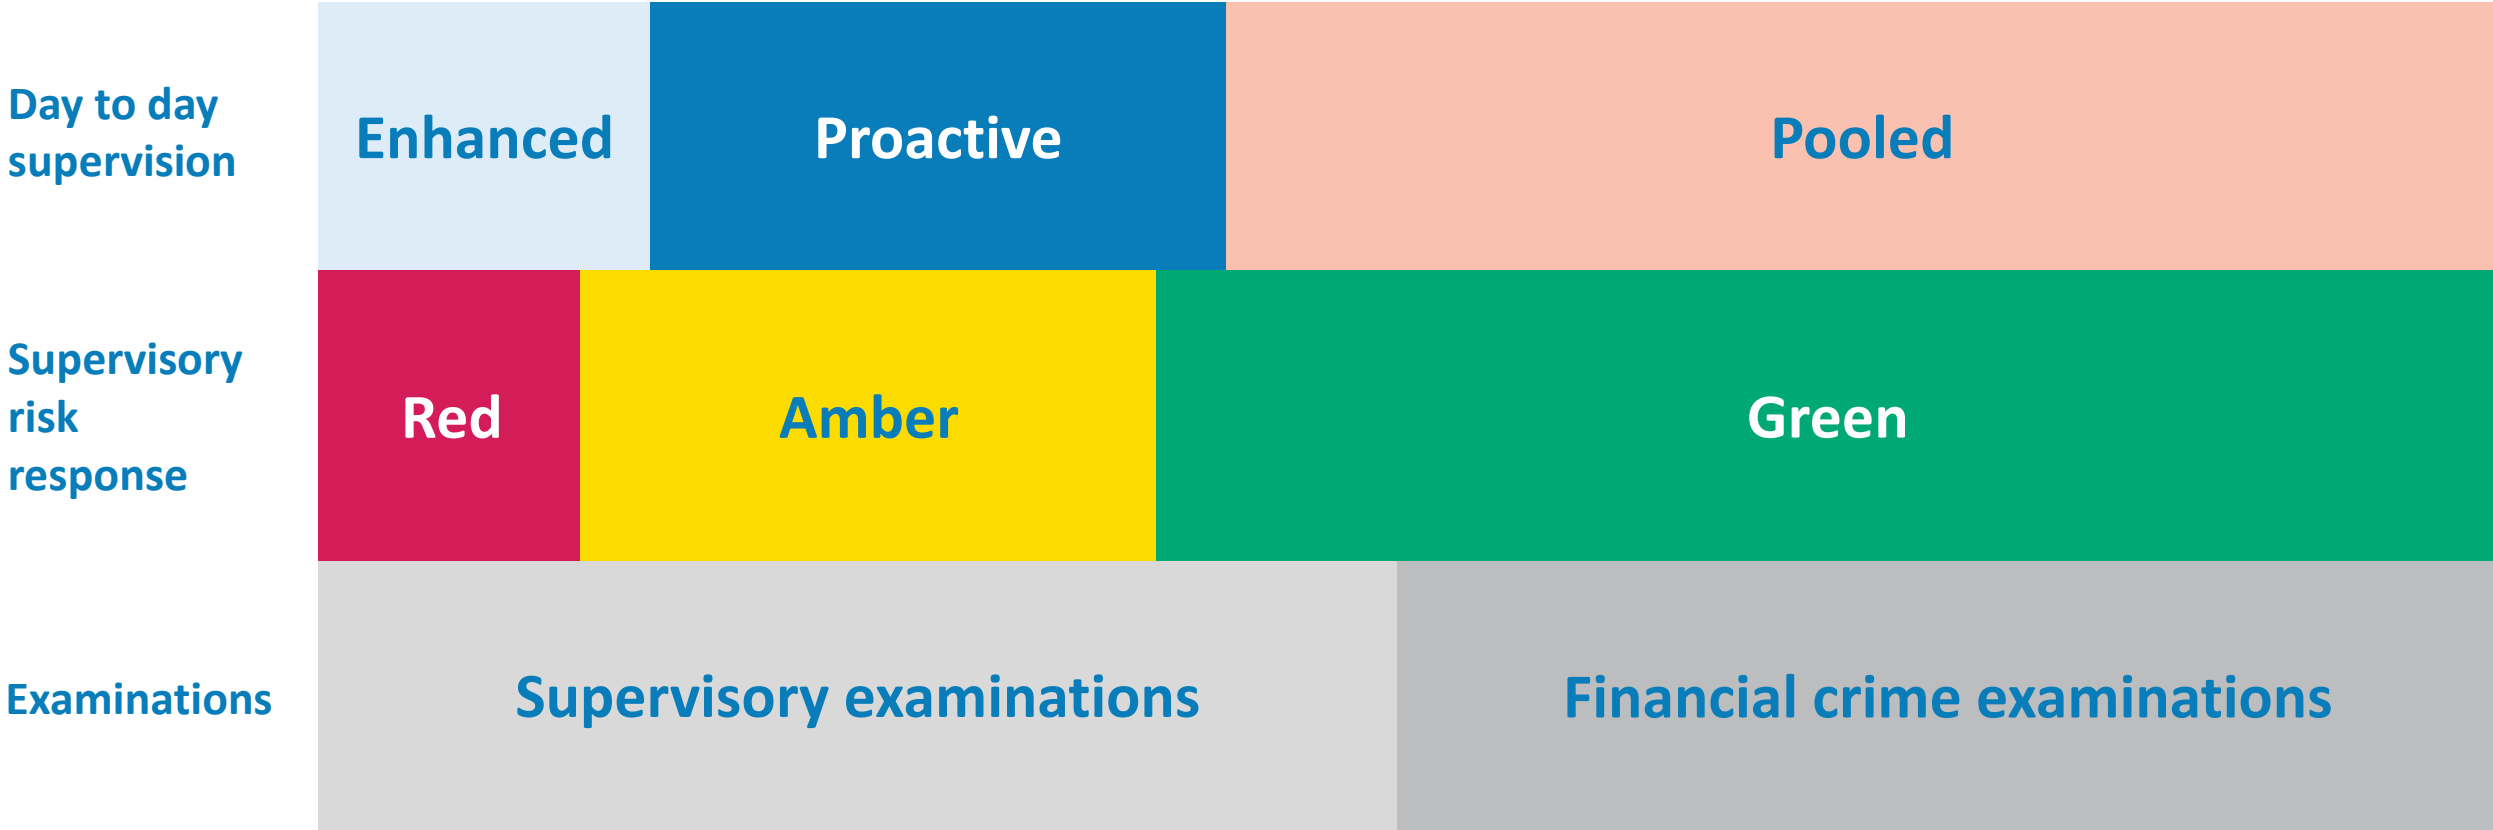 Day to day
supervision
Enhanced
Proactive
Pooled
Supervisory
risk
response
Red
Amber
Green
Examinations
Supervisory examinations
Financial crime examinations